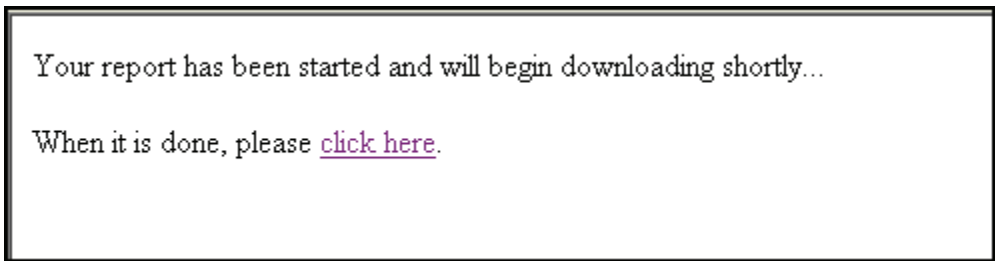 Your report has been started and will begin downloading shortly...
When it is done, please click here.